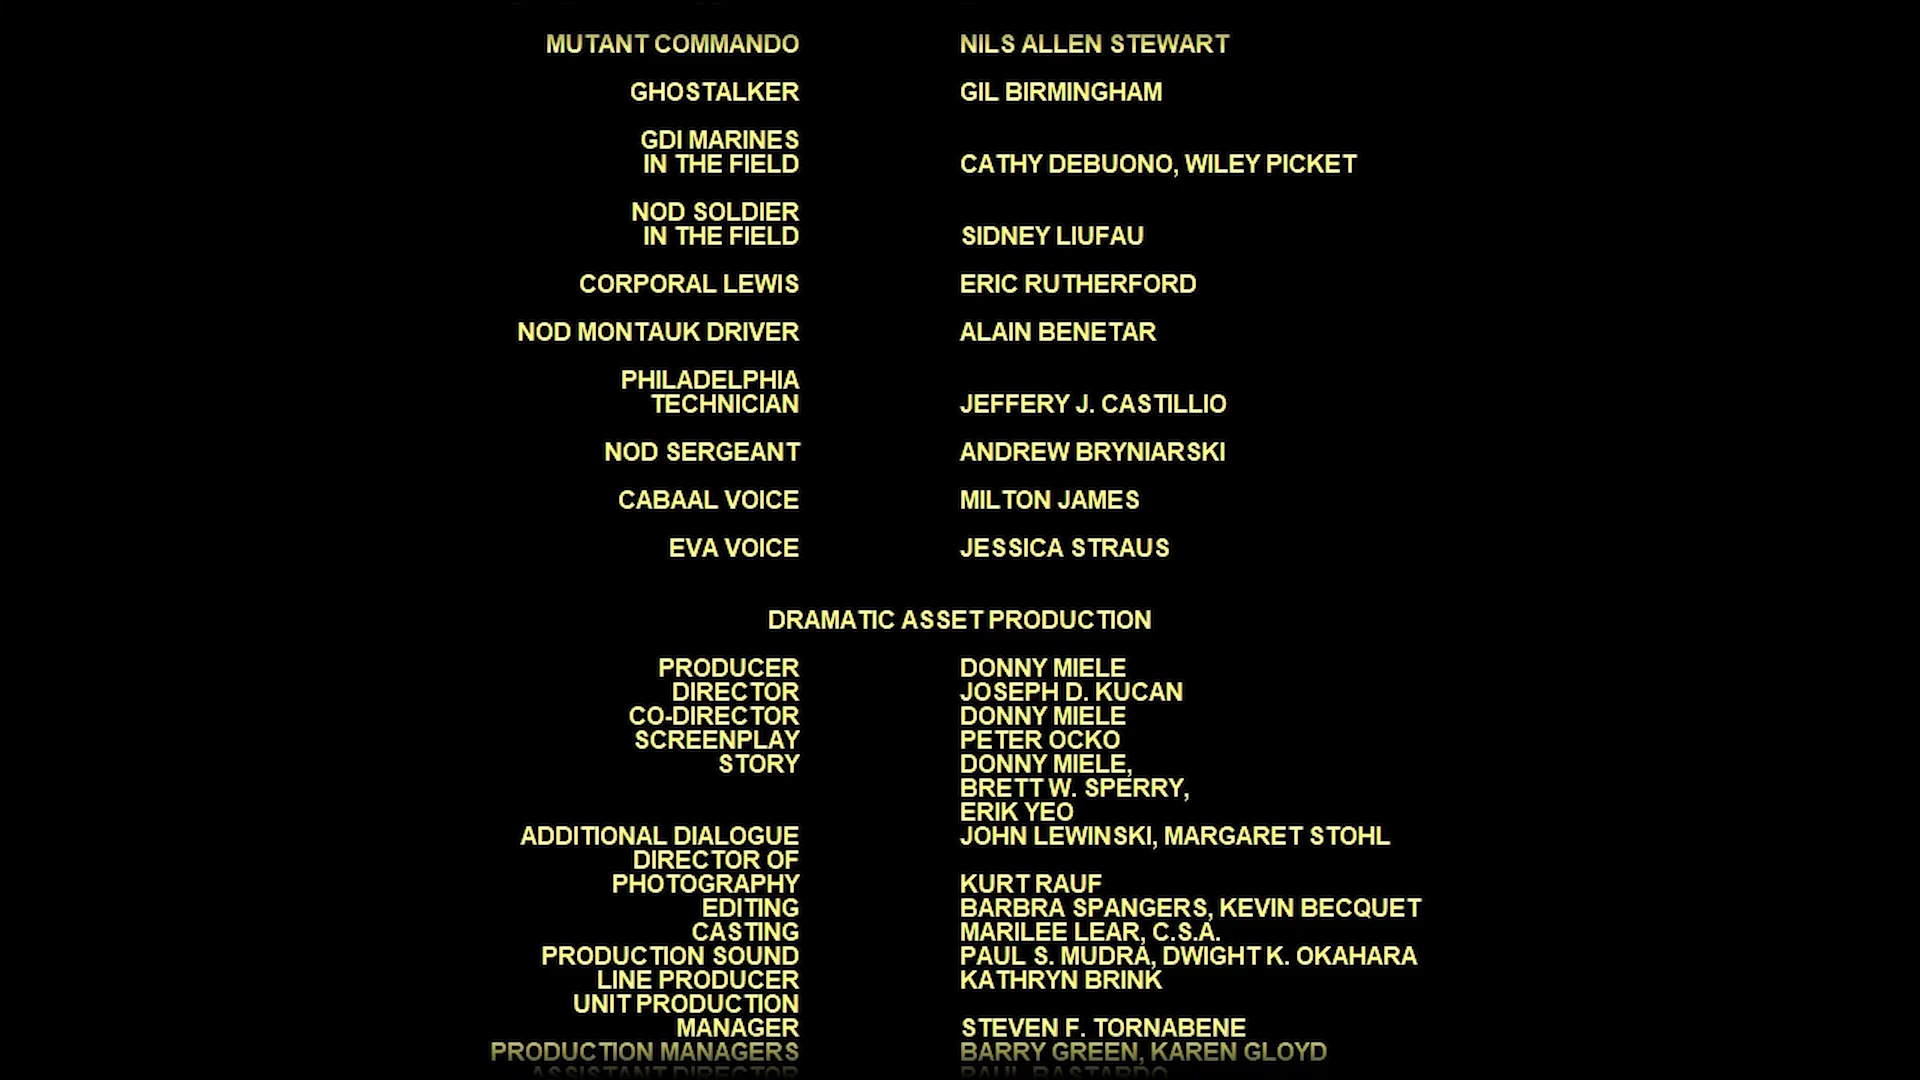 MUTANT COMMANDO NILS ALLEN STEWART
GHOSTALKER GIL BIRMINGHAM
GDI MARINES
IN THE FIELD CATHY DEBUONO, WILEY PICKET
NOD SOLDIER
IN THE FIELD SIDNEY LIUFAU
CORPORAL LEWIS ERIC RUTHERFORD
NOD MONTAUK DRIVER ALAIN BENETAR
PHILADELPHIA
TECHNICIAN JEFFERY J. CASTILLIO
NOD SERGEANT ANDREW BRYNIARSKI
CABAAL VOICE MILTON JAMES
EVA VOICE JESSICA STRAUS
DRAMATIC ASSET PRODUCTION
PRODUCER DONNY MIELE
DIRECTOR JOSEPH D. KUCAN
CO-DIRECTOR DONNY MIELE
SCREENPLAY PETER OCKO
STORY DONNY MIELE,
BRETT W. SPERRY,
ERIK YEO
ADDITIONAL DIALOGUE JOHN LEWINSKI, MARGARET STOHL
DIRECTOR OF
PHOTOGRAPHY KURT RAUF
EDITING BARBRA SPANGERS, KEVIN BECQUET
CASTING MARILEE LEAR, C.S.A.
PRODUCTION SOUND PAUL S. MUDRA, DWIGHT K. OKAHARA
LINE PRODUCER KATHRYN BRINK
UNIT PRODUCTION
MANAGER STEVEN F. TORNABENE
PRODUCTION MANAGERS BARRY GREEN, KAREN GLOYD
ASSISTANT DIRECTOR PAUL BASTARDO